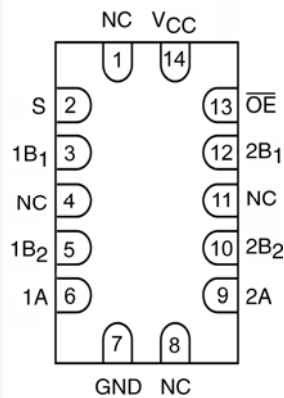 NC VCC
1 14
S 2 13 OE
1B1 3 12 2B1
NC 4 11 NC
1B2 5 10 2B2
1A 6 9 2A
7 8
GND NC